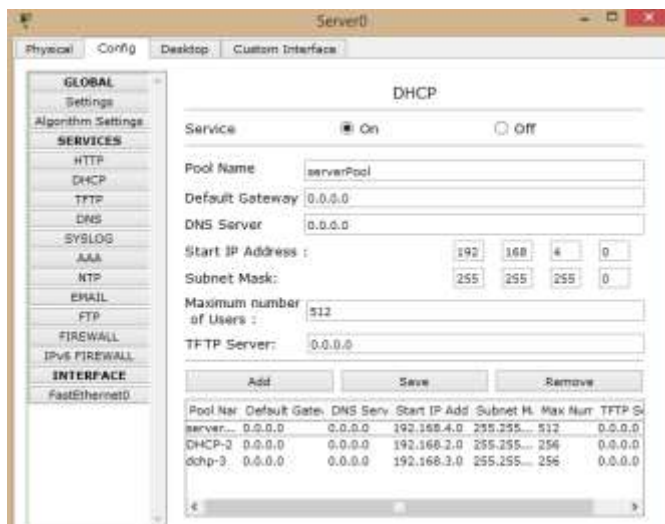 Server0
Physical Config Desktop Custom Interface
GLOBAL
Settings
Algorithm Settings
SERVICES
HTTP
DHCP
TFTP
DNS
SYSLOG
AAA
NTP
EMAIL
FTP
FIREWALL
IPv6 FIREWALL
INTERFACE
FastEthernet0
DHCP
Service On Off
Pool Name serverPool
Default Gateway 0.0.0.0
DNS Server 0.0.0.0
Start IP Address : 192 168 4 0
Subnet Mask: 255 255 255 0
Maximum number
of Users : 512
TFTP Server: 0.0.0.0
Add Save Remove
Pool Nar Default Gate DNS Serv Start IP Add Subnet M Max Num TFTP S
server... 0.0.0.0 0.0.0.0 192.168.4.0 255.255... 512 0.0.0.0
DHCP-2 0.0.0.0 0.0.0.0 192.168.2.0 255.255... 256 0.0.0.0
dchp-3 0.0.0.0 0.0.0.0 192.168.3.0 255.255... 256 0.0.0.0